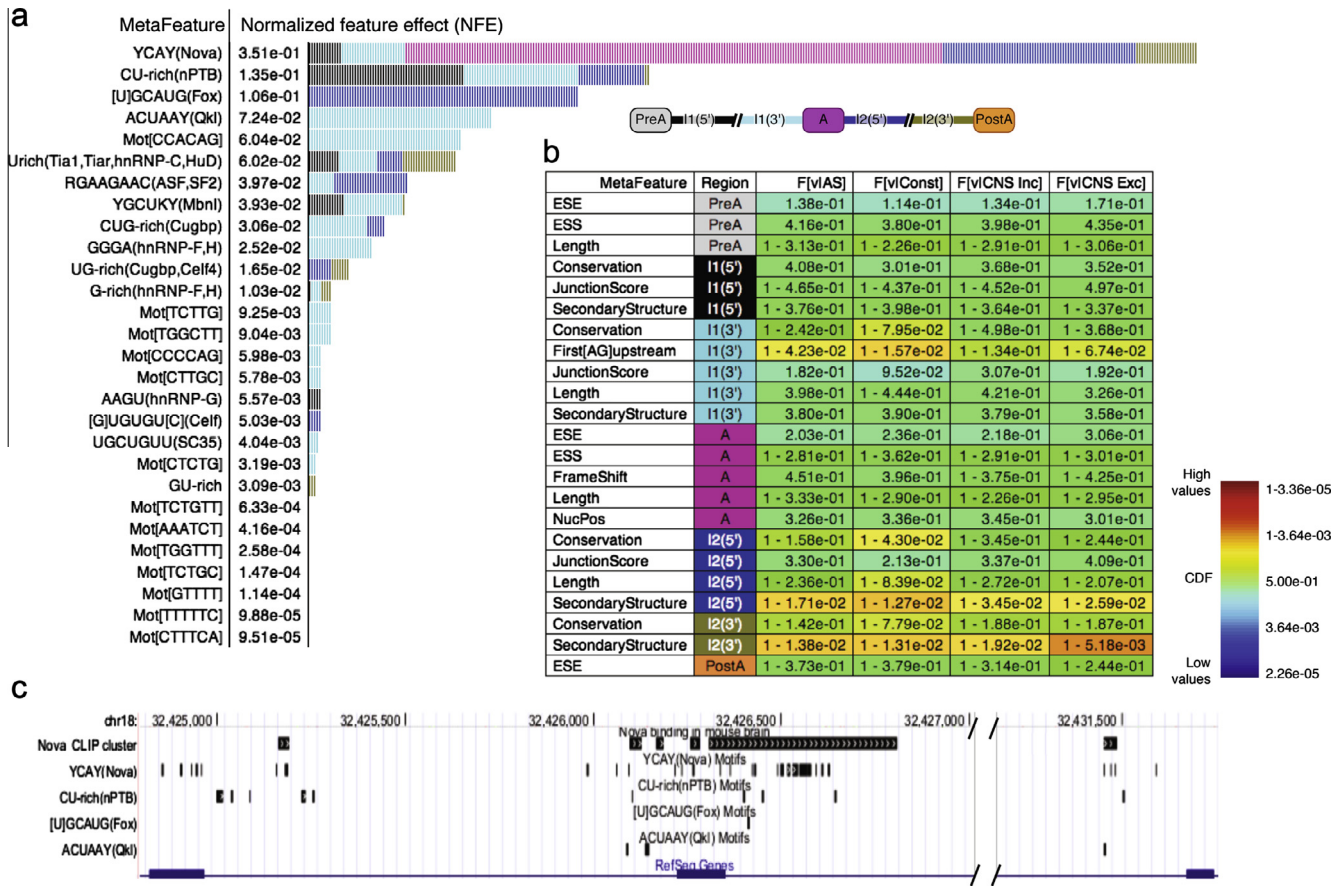 a
MetaFeature Normalized feature effect (NFE)
YCAY(Nova) 3.51e-01
CU-rich(nPTB) 1.35e-01
[U]GCAUG(Fox) 1.06e-01
ACUAAY(Qkl) 7.24e-02
Mot[CCACAG] 6.04e-02
Urich(Tia1,Tiar,hnRNP-C,HuD) 6.02e-02
RGAAGAAC(ASF,SF2) 3.97e-02
YGCUKY(Mbnl) 3.93e-02
CUG-rich(Cugbp) 3.06e-02
GGGA(hnRNP-F,H) 2.52e-02
UG-rich(Cugbp,Celf4) 1.65e-02
G-rich(hnRNP-F,H) 1.03e-02
Mot[TCTTG] 9.25e-03
Mot[TGGCTT] 9.04e-03
Mot[CCCCAG] 5.98e-03
Mot[CTTGC] 5.78e-03
AAGU(hnRNP-G) 5.57e-03
[G]UGUGU[C](Celf) 5.03e-03
UGCUGUU(SC35) 4.04e-03
Mot[CTCTG] 3.19e-03
GU-rich 3.09e-03
Mot[TCTGTT] 6.33e-04
Mot[AAATCT] 4.16e-04
Mot[TGGTTT] 2.58e-04
Mot[TCTGC] 1.47e-04
Mot[GTTTT] 1.14e-04
Mot[TTTTTC] 9.88e-05
Mot[CTTTCA] 9.51e-05
PreA I1(5') I1(3') A I2(5') I2(3') PostA
b
MetaFeature Region F[vlAS] F[vlConst] F[vlCNS Inc] F[vlCNS Exc]
ESE PreA 1.38e-01 1.14e-01 1.34e-01 1.71e-01
ESS PreA 4.16e-01 3.80e-01 3.98e-01 4.35e-01
Length PreA 1 - 3.13e-01 1 - 2.26e-01 1 - 2.91e-01 1 - 3.06e-01
Conservation I1(5') 4.08e-01 3.01e-01 3.68e-01 3.52e-01
JunctionScore I1(5') 1 - 4.65e-01 1 - 4.37e-01 1 - 4.52e-01 4.97e-01
SecondaryStructure I1(5') 1 - 3.76e-01 1 - 3.98e-01 1 - 3.64e-01 1 - 3.37e-01
Conservation I1(3') 1 - 2.42e-01 1 - 7.95e-02 1 - 4.98e-01 1 - 3.68e-01
First[AG]upstream I1(3') 1 - 4.23e-02 1 - 1.57e-02 1 - 1.34e-01 1 - 6.74e-02
JunctionScore I1(3') 1.82e-01 9.52e-02 3.07e-01 1.92e-01
Length I1(3') 3.98e-01 1 - 4.44e-01 4.21e-01 3.26e-01
SecondaryStructure I1(3') 3.80e-01 3.90e-01 3.79e-01 3.58e-01
ESE A 2.03e-01 2.36e-01 2.18e-01 3.06e-01
ESS A 1 - 2.81e-01 1 - 3.62e-01 1 - 2.91e-01 1 - 3.01e-01
FrameShift A 4.51e-01 3.96e-01 1 - 3.75e-01 1 - 4.25e-01
Length A 1 - 3.33e-01 1 - 2.90e-01 1 - 2.26e-01 1 - 2.95e-01
NucPos A 3.26e-01 3.36e-01 3.45e-01 3.01e-01
Conservation I2(5') 1 - 1.58e-01 1 - 4.30e-02 1 - 3.45e-01 1 - 2.44e-01
JunctionScore I2(5') 3.30e-01 2.13e-01 3.37e-01 4.09e-01
Length I2(5') 1 - 2.36e-01 1 - 8.39e-02 1 - 2.72e-01 1 - 2.07e-01
SecondaryStructure I2(5') 1 - 1.71e-02 1 - 1.27e-02 1 - 3.45e-02 1 - 2.59e-02
Conservation I2(3') 1 - 1.42e-01 1 - 7.79e-02 1 - 1.88e-01 1 - 1.87e-01
SecondaryStructure I2(3') 1 - 1.38e-02 1 - 1.31e-02 1 - 1.92e-02 1 - 5.18e-03
ESE PostA 1 - 3.73e-01 1 - 3.79e-01 1 - 3.14e-01 1 - 2.44e-01
High values
CDF
Low values
1-3.36e-05
1-3.64e-03
5.00e-01
3.64e-03
2.26e-05
c
chr18: 32,425,000 32,425,500 32,426,000 32,426,500 32,427,000 32,431,500
Nova binding in mouse brain
Nova CLIP cluster
YCAY(Nova) Motifs
YCAY(Nova)
CU-rich(nPTB) Motifs
CU-rich(nPTB)
[U]GCAUG(Fox) Motifs
[U]GCAUG(Fox)
ACUAAY(Qkl) Motifs
ACUAAY(Qkl)
RefSeq Genes